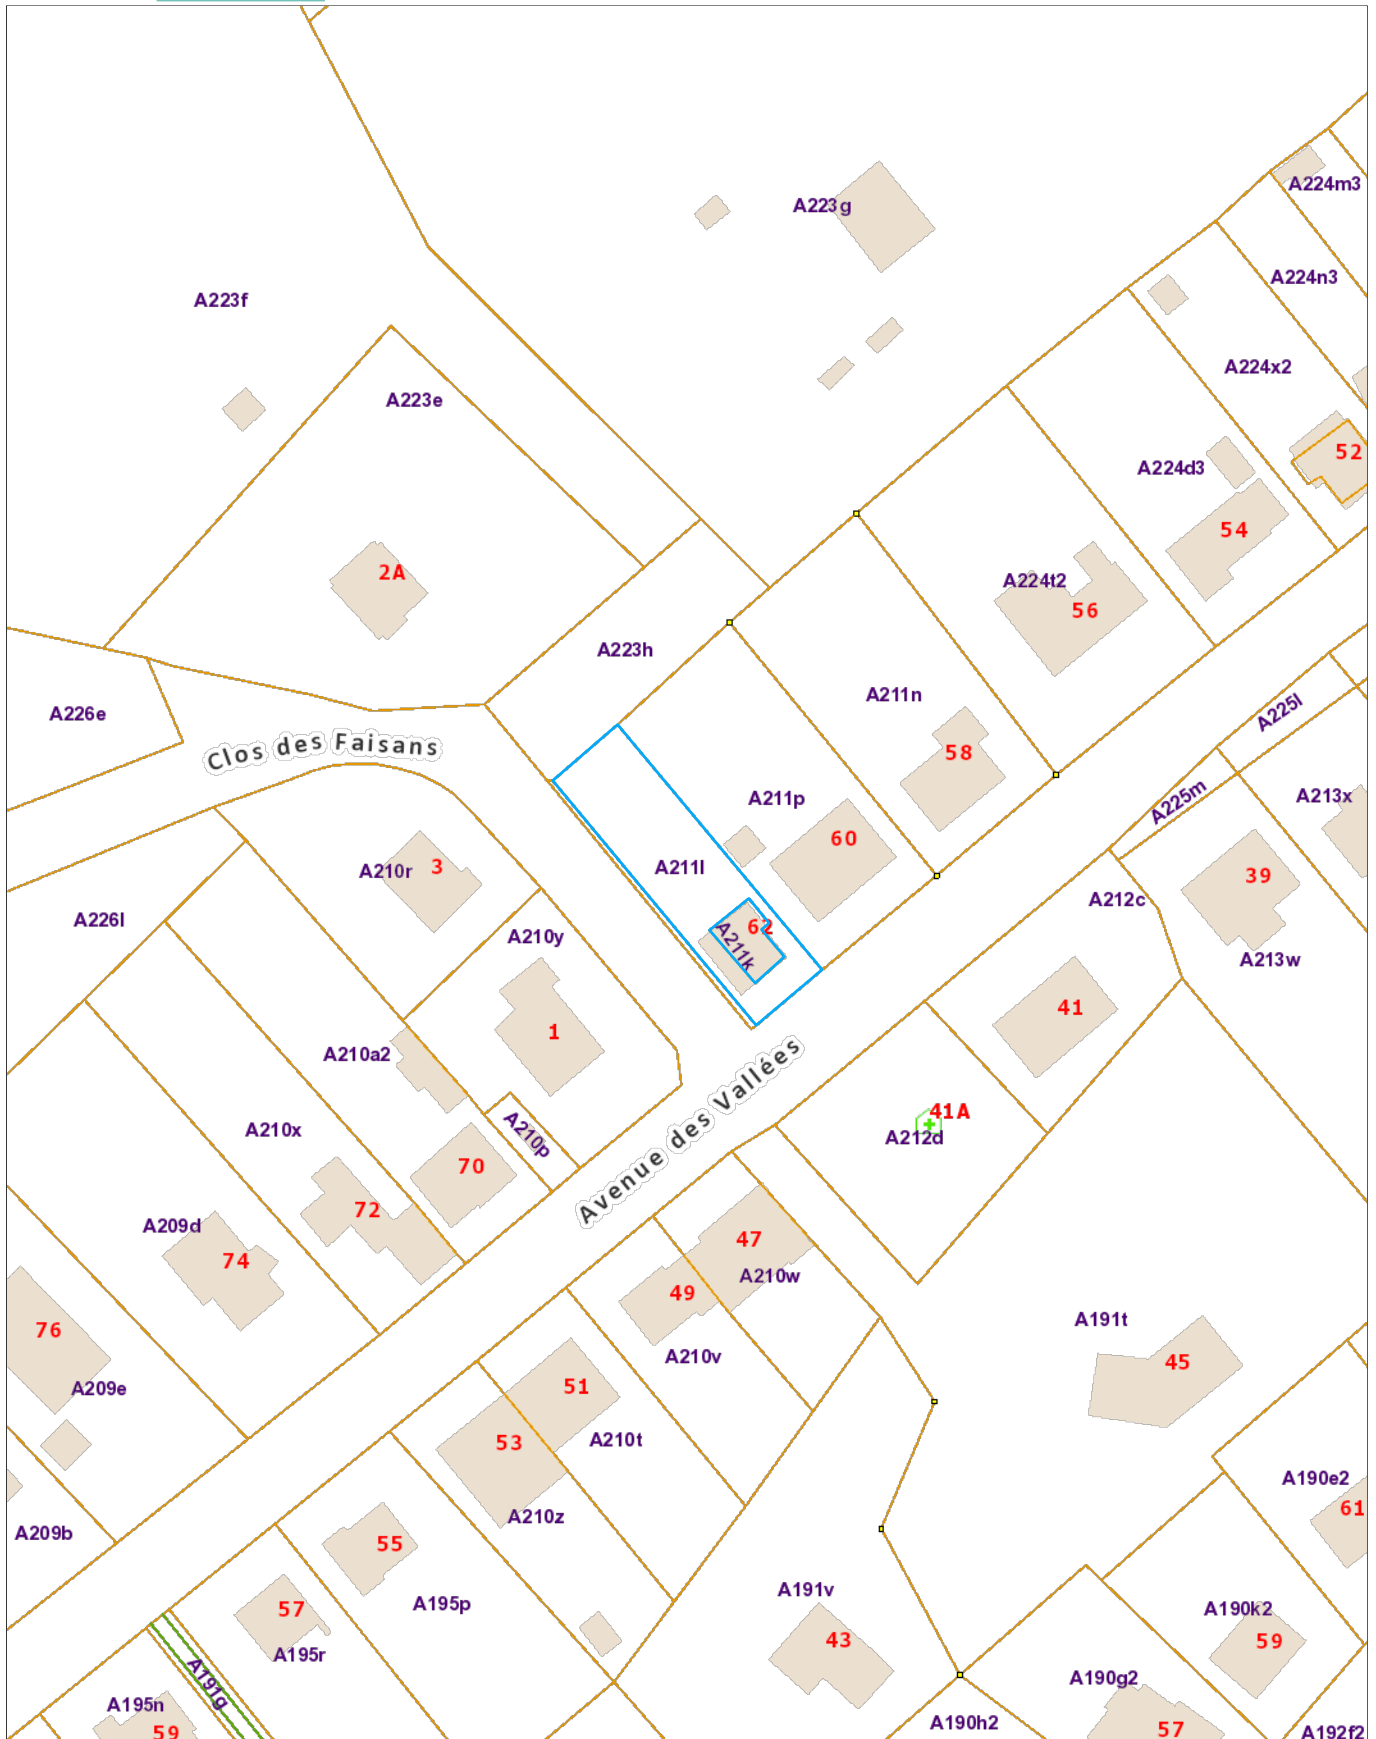 A224m3
A223g
A224n3
A223f
A224x2
A223e
52
A224d3
54
2A
A224t2
56
A223h
A211n
A225l
A226e
Clos des Faisans
58
A225m
A213x
A211p
60
A210r
3
A211l
39
A212c
A226l
62
A210y
A211k
A213w
41
1
A210a2
Avenue des Vallées
41A
A212d
A210x
A210p
70
72
A209d
47
74
A210w
49
A191t
76
A210v
45
A209e
51
53
A210t
A190e2
61
A210z
A209b
55
A191v
A195p
57
A190k2
43
59
A195r
A191g
A190g2
A195n
A190h2
57
59
A192f2